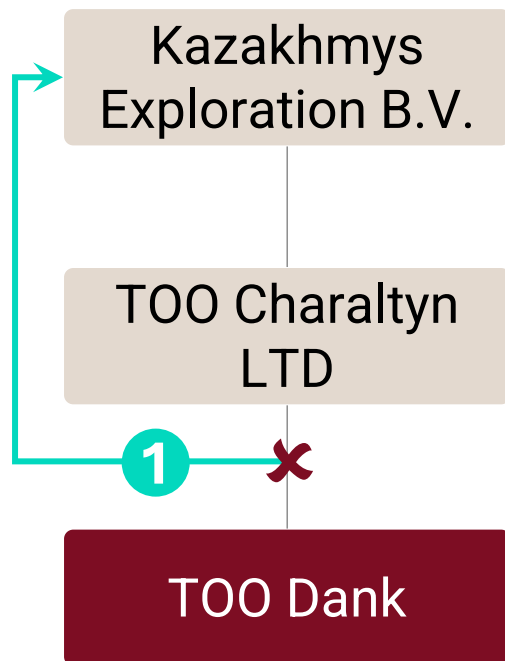 Kazakhmys
Exploration B.V.
TOO Charaltyn
LTD
1
TOO Dank